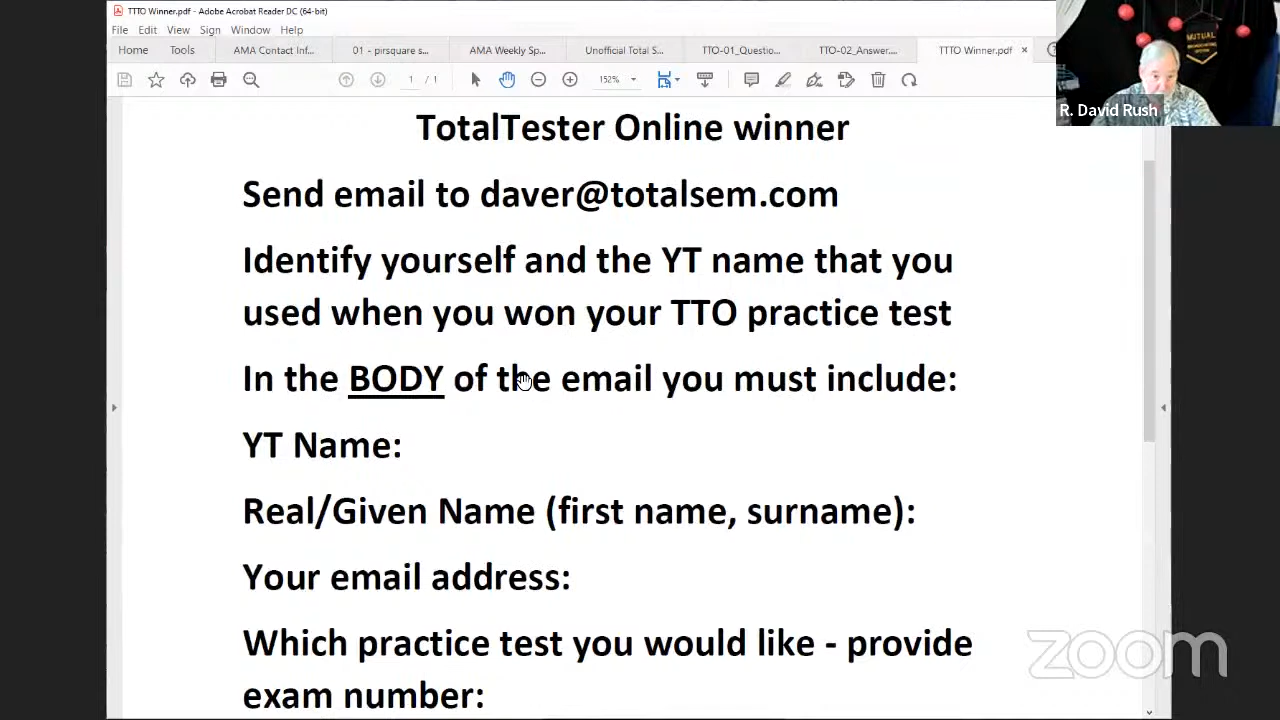 TTTO Winner.pdf - Adobe Acrobat Reader DC (64-bit)
File Edit View Sign Window Help
Home Tools AMA Contact Inf... 01 - pirsquare s... AMA Weekly Sp... Unofficial Total S... TTO-01_Questio... TTO-02_Answer.... TTTO Winner.pdf
1 / 1 152%
MUTUAL
BROADCASTING
SYSTEM
R. David Rush
TotalTester Online winner
Send email to daver@totalsem.com
Identify yourself and the YT name that you
used when you won your TTO practice test
In the BODY of the email you must include:
YT Name:
Real/Given Name (first name, surname):
Your email address:
Which practice test you would like - provide
exam number:
zoom